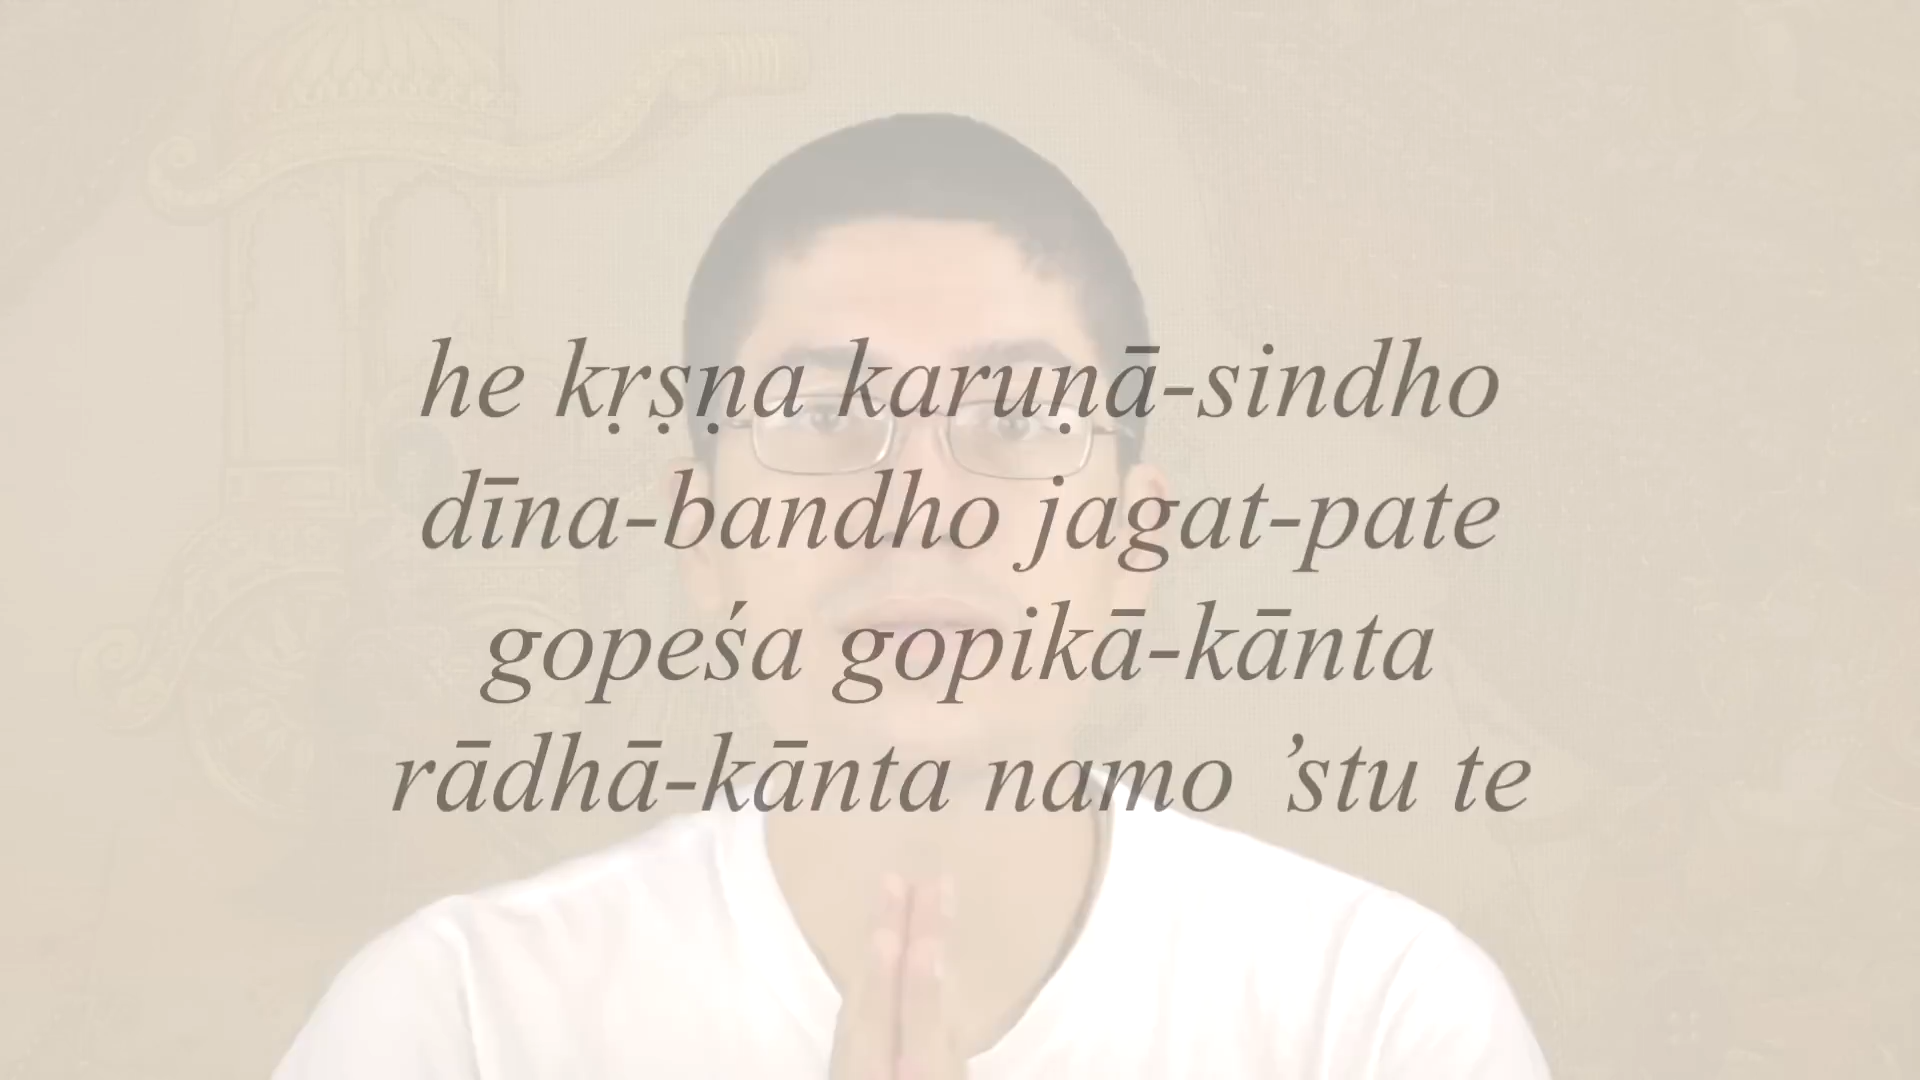 he kṛṣṇa karuṇā-sindho
dīna-bandho jagat-pate
gopeśa gopikā-kānta
rādhā-kānta namo ’stu te